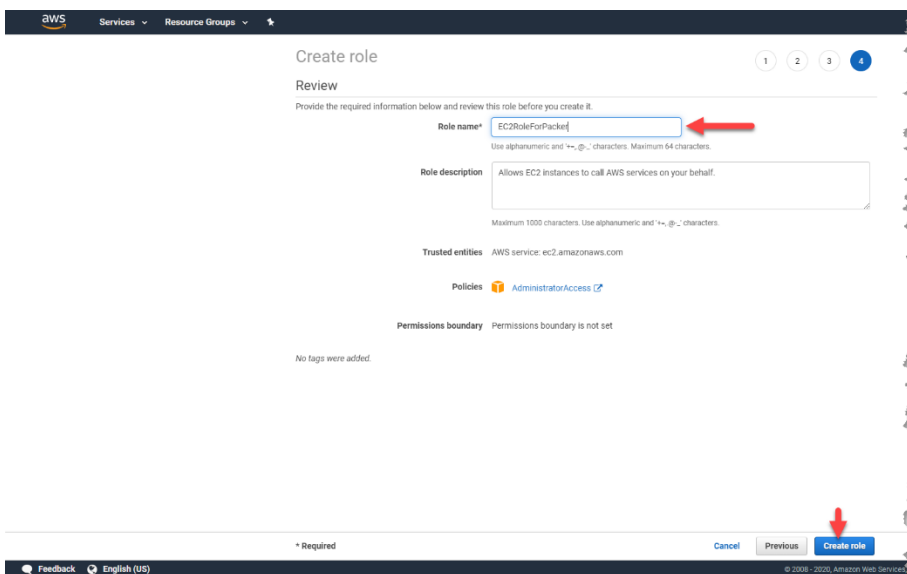 aws Services Resource Groups
Create role
1 2 3 4
Review
Provide the required information below and review this role before you create it.
Role name* EC2RoleForPacker
Use alphanumeric and '+=,.@-_' characters. Maximum 64 characters.
Role description Allows EC2 instances to call AWS services on your behalf.
Maximum 1000 characters. Use alphanumeric and '+=,.@-_' characters.
Trusted entities AWS service: ec2.amazonaws.com
Policies AdministratorAccess
Permissions boundary Permissions boundary is not set
No tags were added.
* Required Cancel Previous Create role
Feedback English (US) © 2008 - 2020, Amazon Web Services